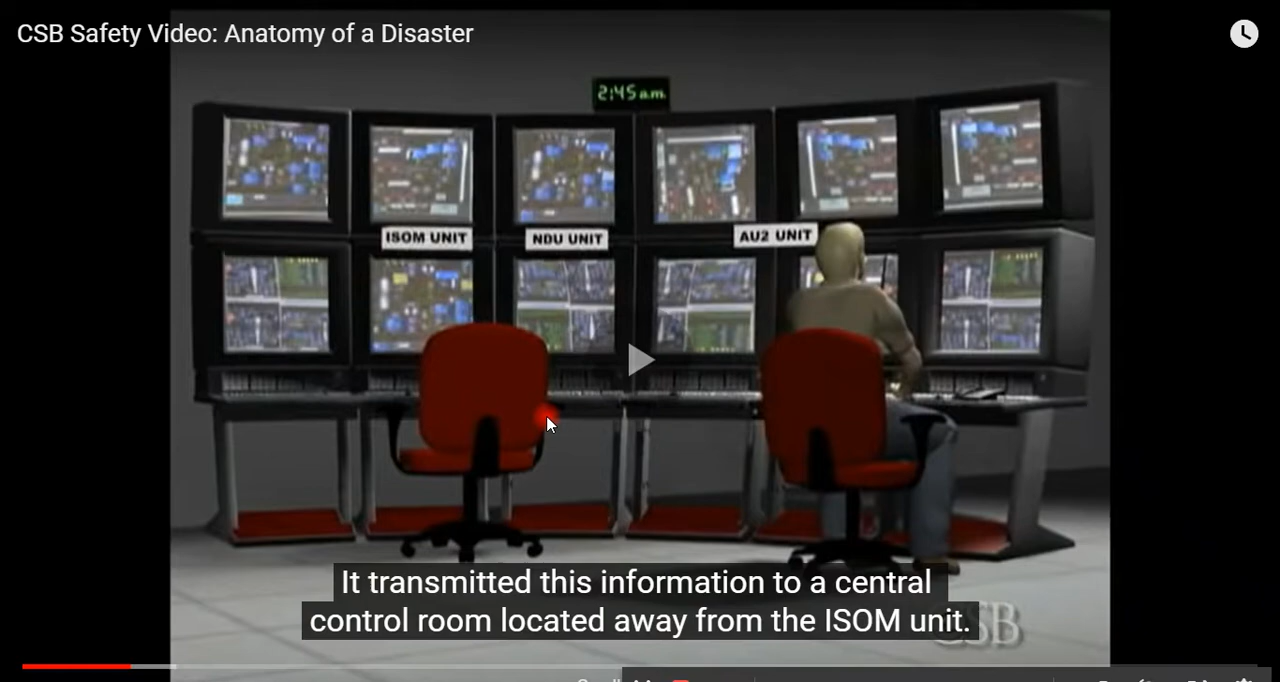 CSB Safety Video: Anatomy of a Disaster
2:45 a.m.
ISOM UNIT
NDU UNIT
AU2 UNIT
It transmitted this information to a central
control room located away from the ISOM unit.
CSB